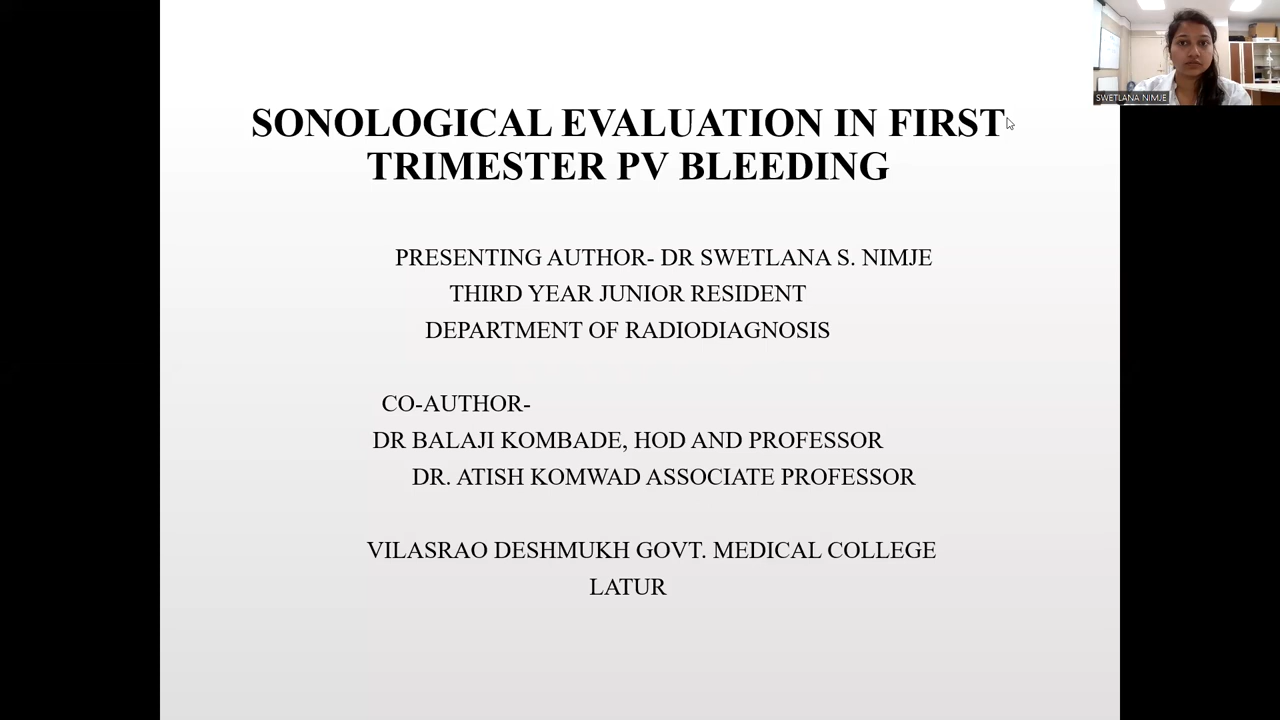 SONOLOGICAL EVALUATION IN FIRST
TRIMESTER PV BLEEDING
PRESENTING AUTHOR- DR SWETLANA S. NIMJE
THIRD YEAR JUNIOR RESIDENT
DEPARTMENT OF RADIODIAGNOSIS
CO-AUTHOR-
DR BALAJI KOMBADE, HOD AND PROFESSOR
DR. ATISH KOMWAD ASSOCIATE PROFESSOR
VILASRAO DESHMUKH GOVT. MEDICAL COLLEGE
LATUR
SWETLANA NIMJE